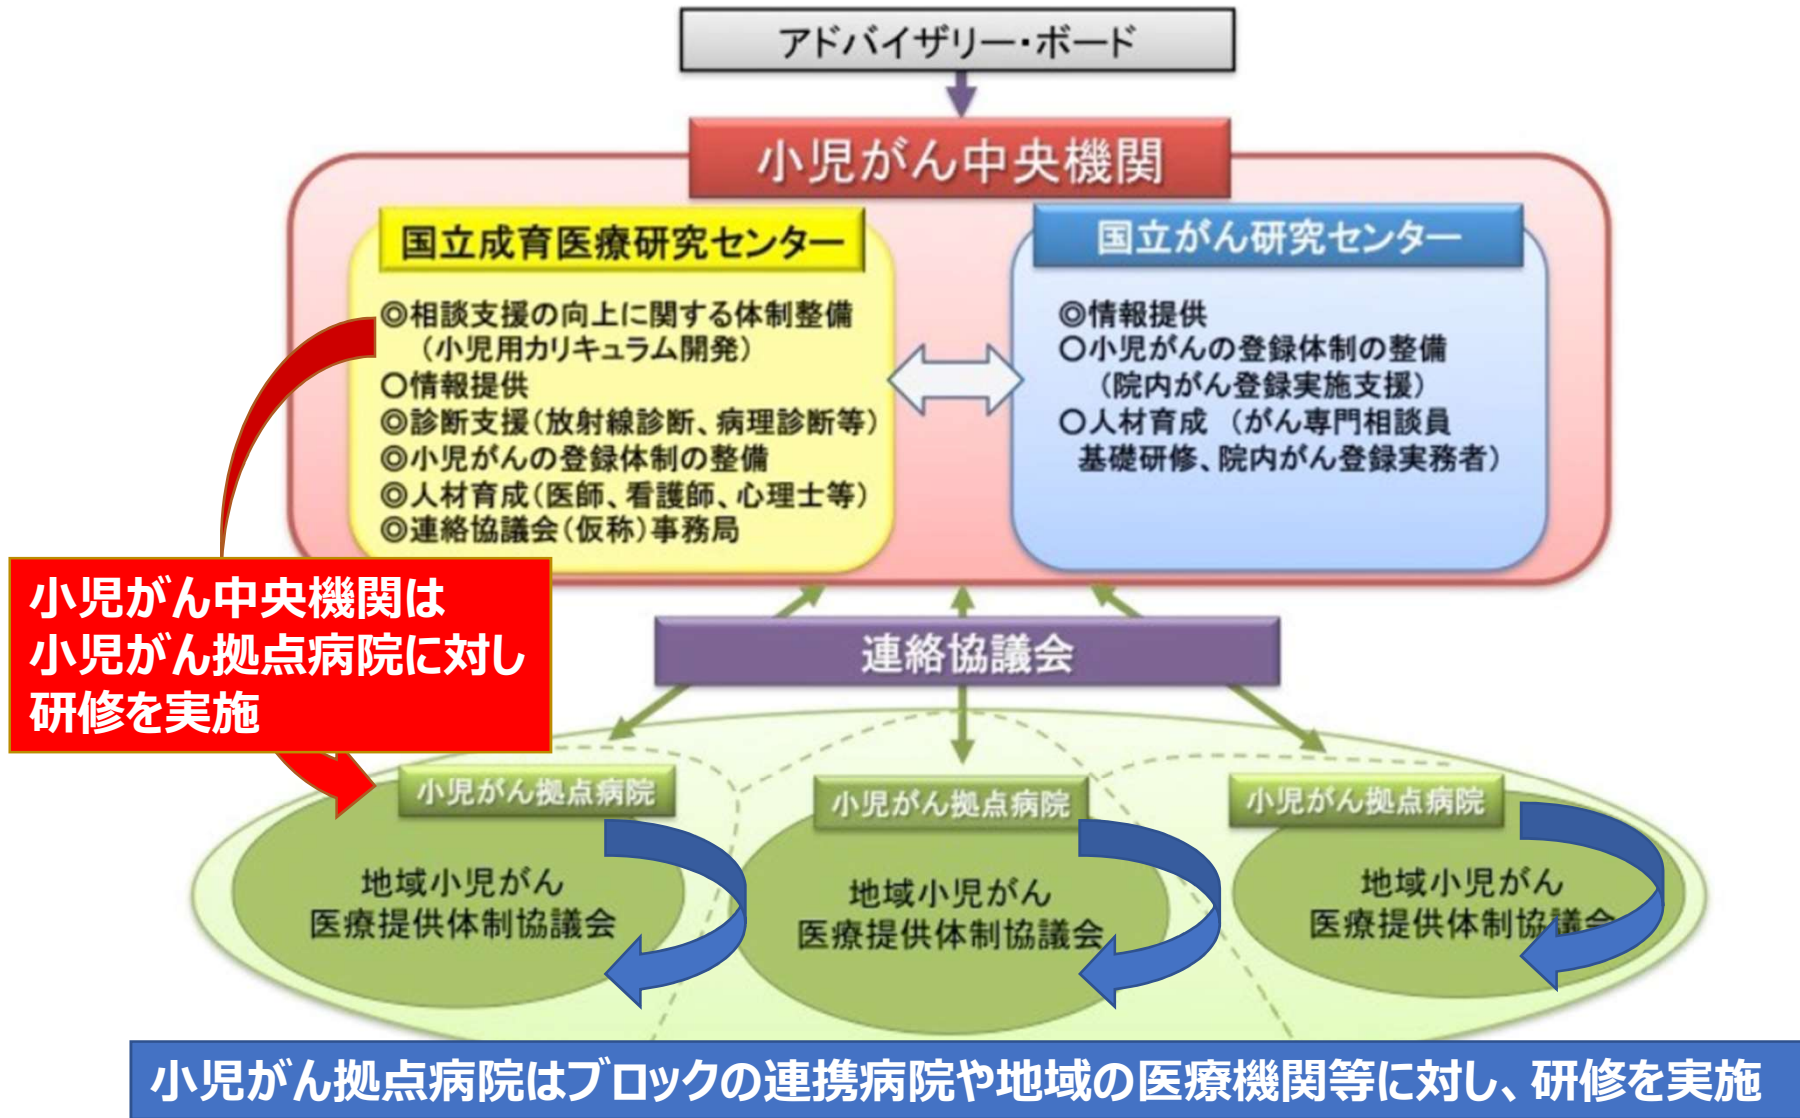 アドバイザリー・ボード
小児がん中央機関
国立成育医療研究センター
◎相談支援の向上に関する体制整備
（小児用カリキュラム開発）
○情報提供
◎診断支援（放射線診断、病理診断等）
◎小児がんの登録体制の整備
◎人材育成（医師、看護師、心理士等）
◎連絡協議会（仮称）事務局
国立がん研究センター
◎情報提供
○小児がんの登録体制の整備
（院内がん登録実施支援）
○人材育成　（がん専門相談員
基礎研修、院内がん登録実務者）
小児がん中央機関は
小児がん拠点病院に対し
研修を実施
連絡協議会
小児がん拠点病院
地域小児がん
医療提供体制協議会
小児がん拠点病院
地域小児がん
医療提供体制協議会
小児がん拠点病院
地域小児がん
医療提供体制協議会
小児がん拠点病院はブロックの連携病院や地域の医療機関等に対し、研修を実施